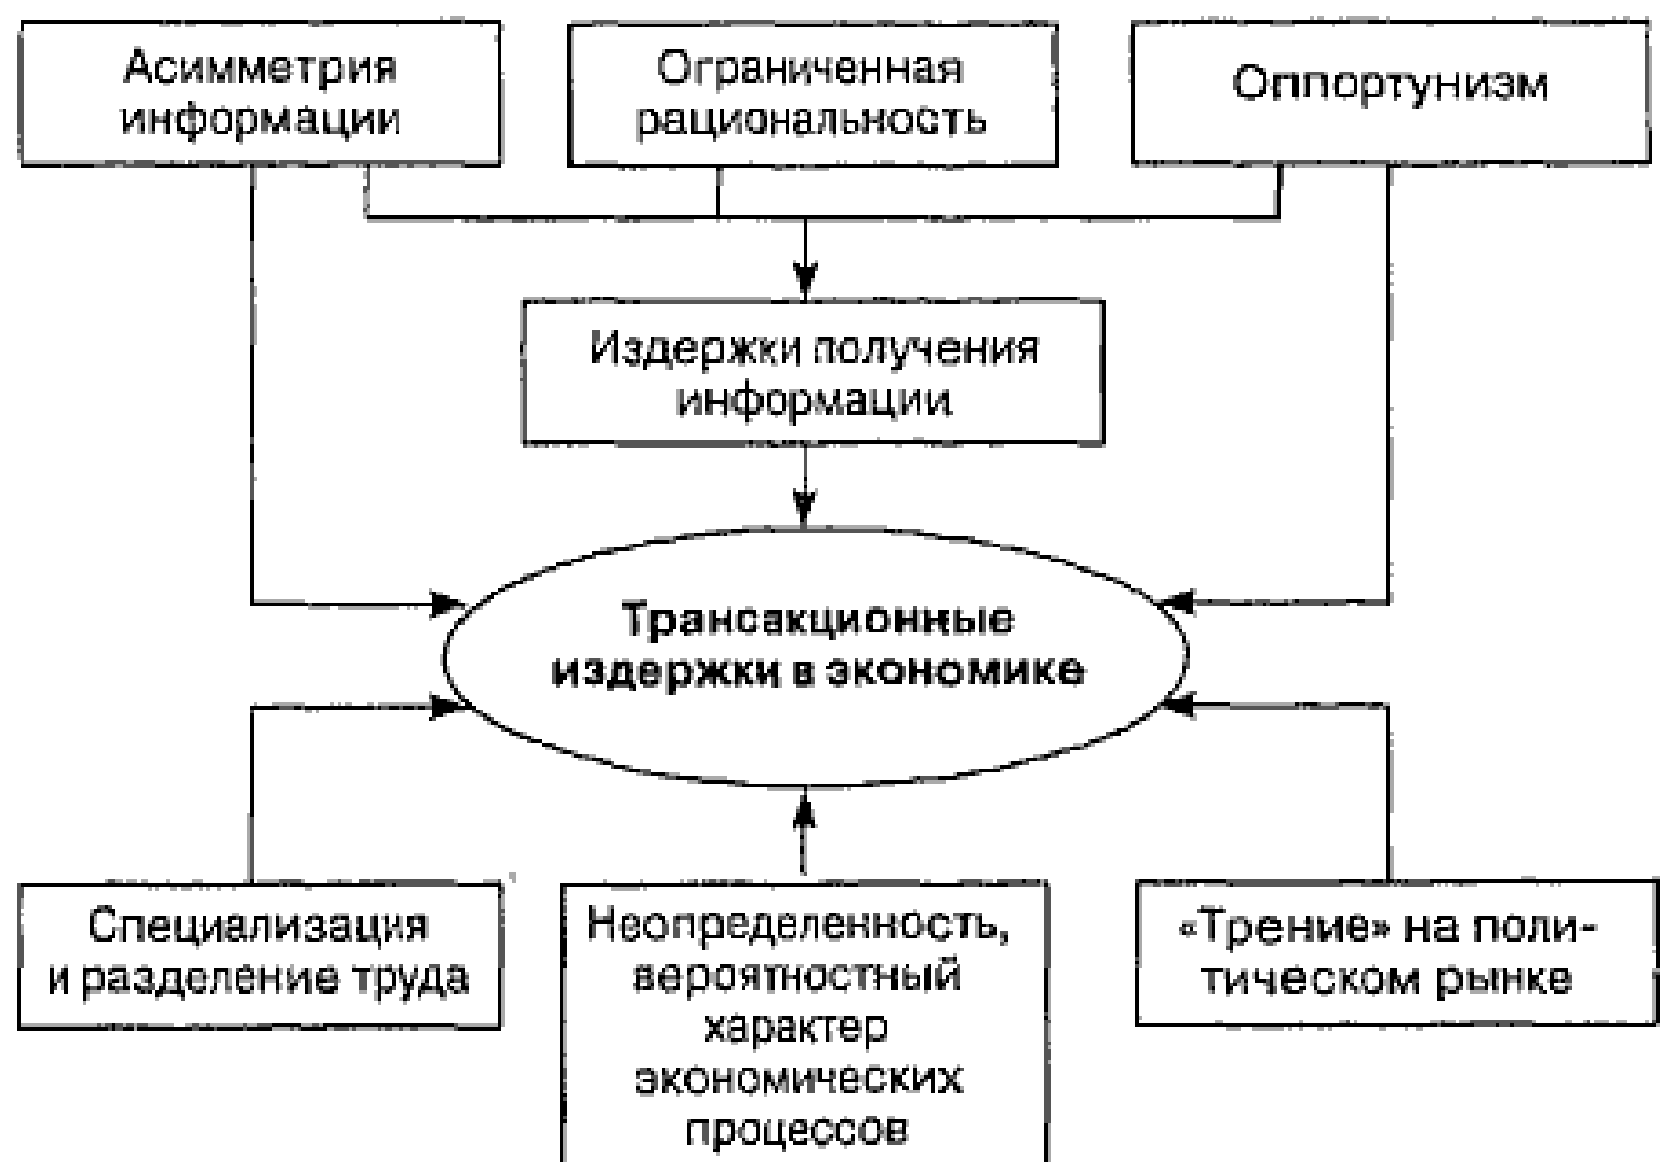 Асимметрия
информации
Ограниченная
рациональность
Оппортунизм
Издержки получения
информации
Трансакционные
издержки в экономике
Специализация
и разделение труда
Неопределенность,
вероятностный
характер
экономических
процессов
«Трение» на поли-
тическом рынке